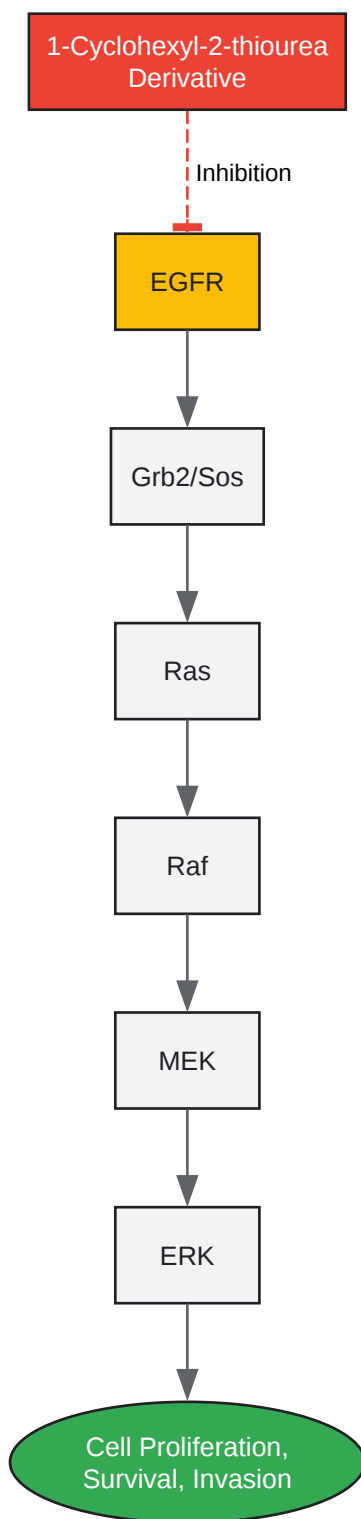 1-Cyclohexyl-2-thiourea
Derivative
Inhibition
EGFR
Grb2/Sos
Ras
Raf
MEK
ERK
Cell Proliferation,
Survival, Invasion